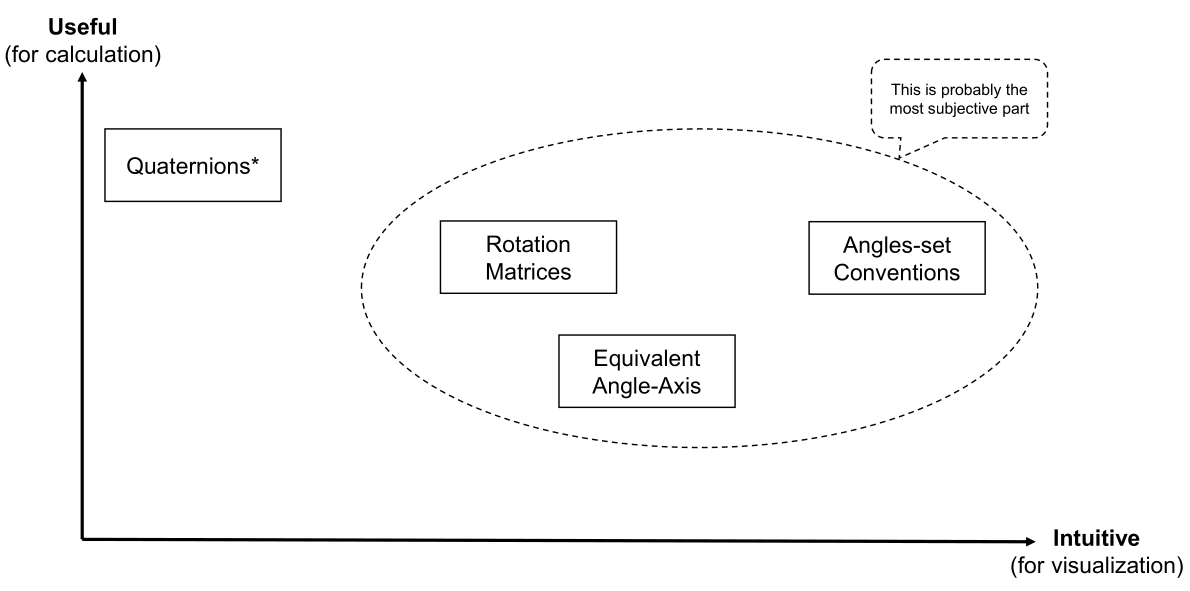 Useful
(for calculation)
This is probably the
most subjective part
Quaternions*
Rotation
Matrices
Angles-set
Conventions
Equivalent
Angle-Axis
Intuitive
(for visualization)